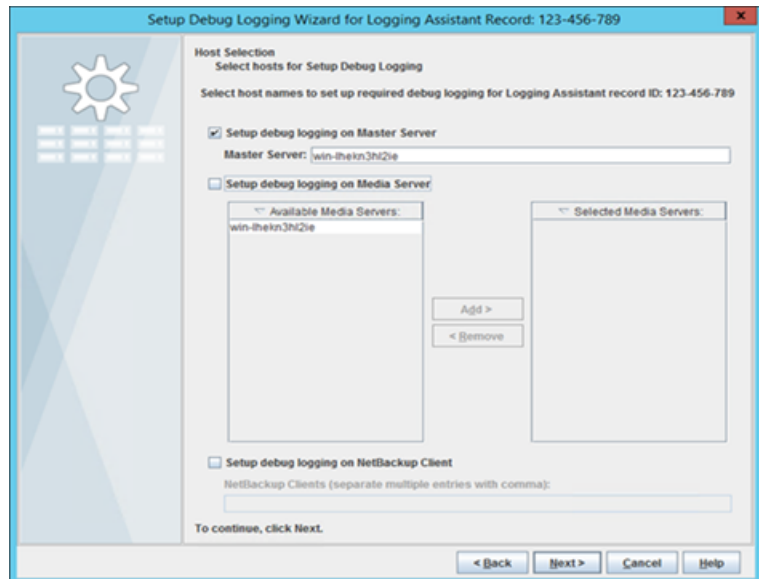 Setup Debug Logging Wizard for Logging Assistant Record: 123-456-789
x
Host Selection
Select hosts for Setup Debug Logging
Select host names to set up required debug logging for Logging Assistant record ID: 123-456-789
Setup debug logging on Master Server
Master Server: win-lhekn3hl2ie
Setup debug logging on Media Server
Available Media Servers:
Selected Media Servers:
win-lhekn3hl2ie
Add >
< Remove
Setup debug logging on NetBackup Client
NetBackup Clients (separate multiple entries with comma):
To continue, click Next.
< Back Next > Cancel Help